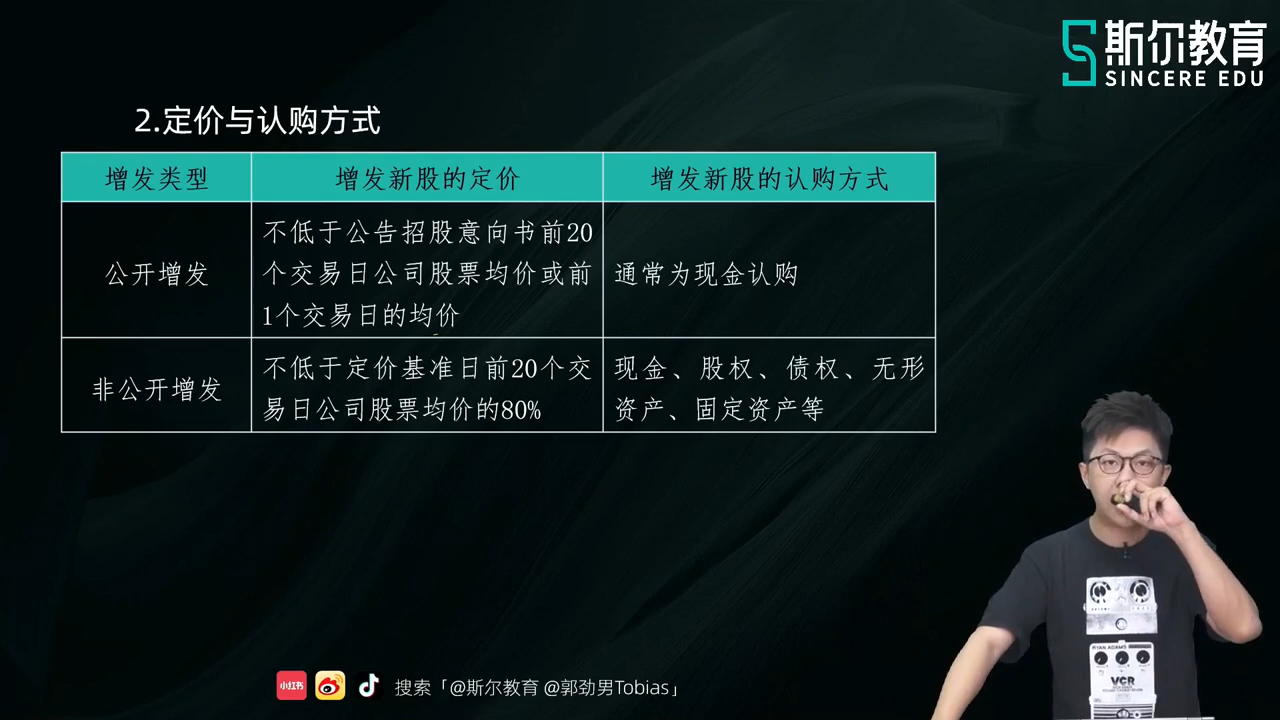 斯尔教育
SINCERE EDU
2.定价与认购方式
增发类型
增发新股的定价
增发新股的认购方式
公开增发
不低于公告招股意向书前20
个交易日公司股票均价或前
1个交易日的均价
通常为现金认购
非公开增发
不低于定价基准日前20个交
易日公司股票均价的80%
现金、股权、债权、无形
资产、固定资产等
RYAN ADAMS
VCR
小红书
搜索「@斯尔教育 @郭劲男Tobias」